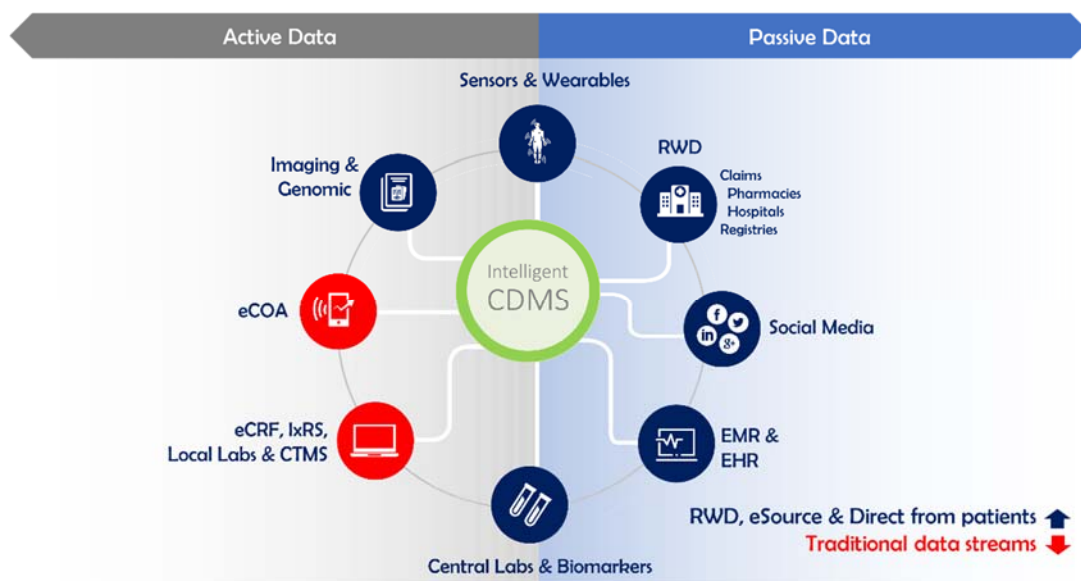 Active Data
Passive Data
Sensors & Wearables
Imaging &
Genomic
RWD
Claims
Pharmacies
Hospitals
Registries
Intelligent
CDMS
eCOA
Social Media
f
in
g+
eCRF, IxRS,
Local Labs & CTMS
EMR &
EHR
Central Labs & Biomarkers
RWD, eSource & Direct from patients
Traditional data streams